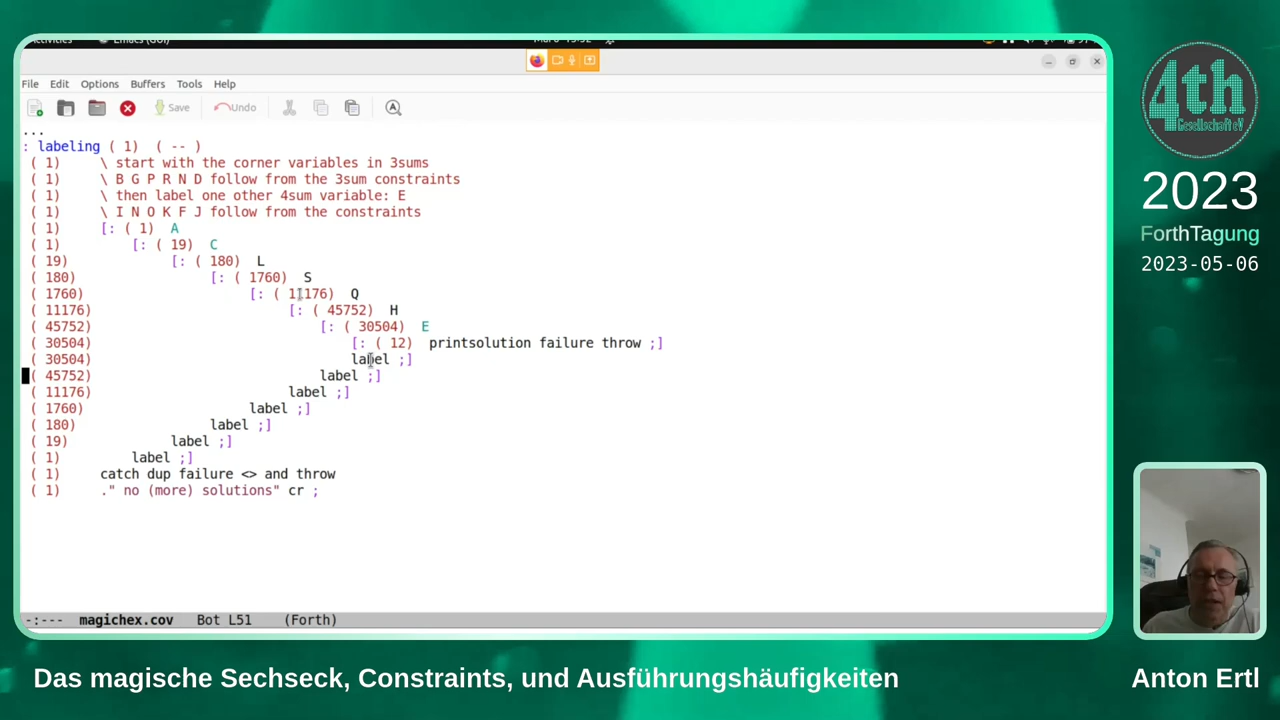 File Edit Options Buffers Tools Help
Save Undo
...
: labeling ( 1) ( -- )
( 1) \ start with the corner variables in 3sums
( 1) \ B G P R N D follow from the 3sum constraints
( 1) \ then label one other 4sum variable: E
( 1) \ I N O K F J follow from the constraints
( 1) [: ( 1) A
( 1) [: ( 19) C
( 19) [: ( 180) L
( 180) [: ( 1760) S
( 1760) [: ( 11176) Q
( 11176) [: ( 45752) H
( 45752) [: ( 30504) E
( 30504) [: ( 12) printsolution failure throw ;]
( 30504) label ;]
( 45752) label ;]
( 11176) label ;]
( 1760) label ;]
( 180) label ;]
( 19) label ;]
( 1) label ;]
( 1) catch dup failure <> and throw
( 1) ." no (more) solutions" cr ;
-:--- magichex.cov Bot L51 (Forth)
4th
Gesellschaft eV
2023
ForthTagung
2023-05-06
Das magische Sechseck, Constraints, und Ausführungshäufigkeiten
Anton Ertl